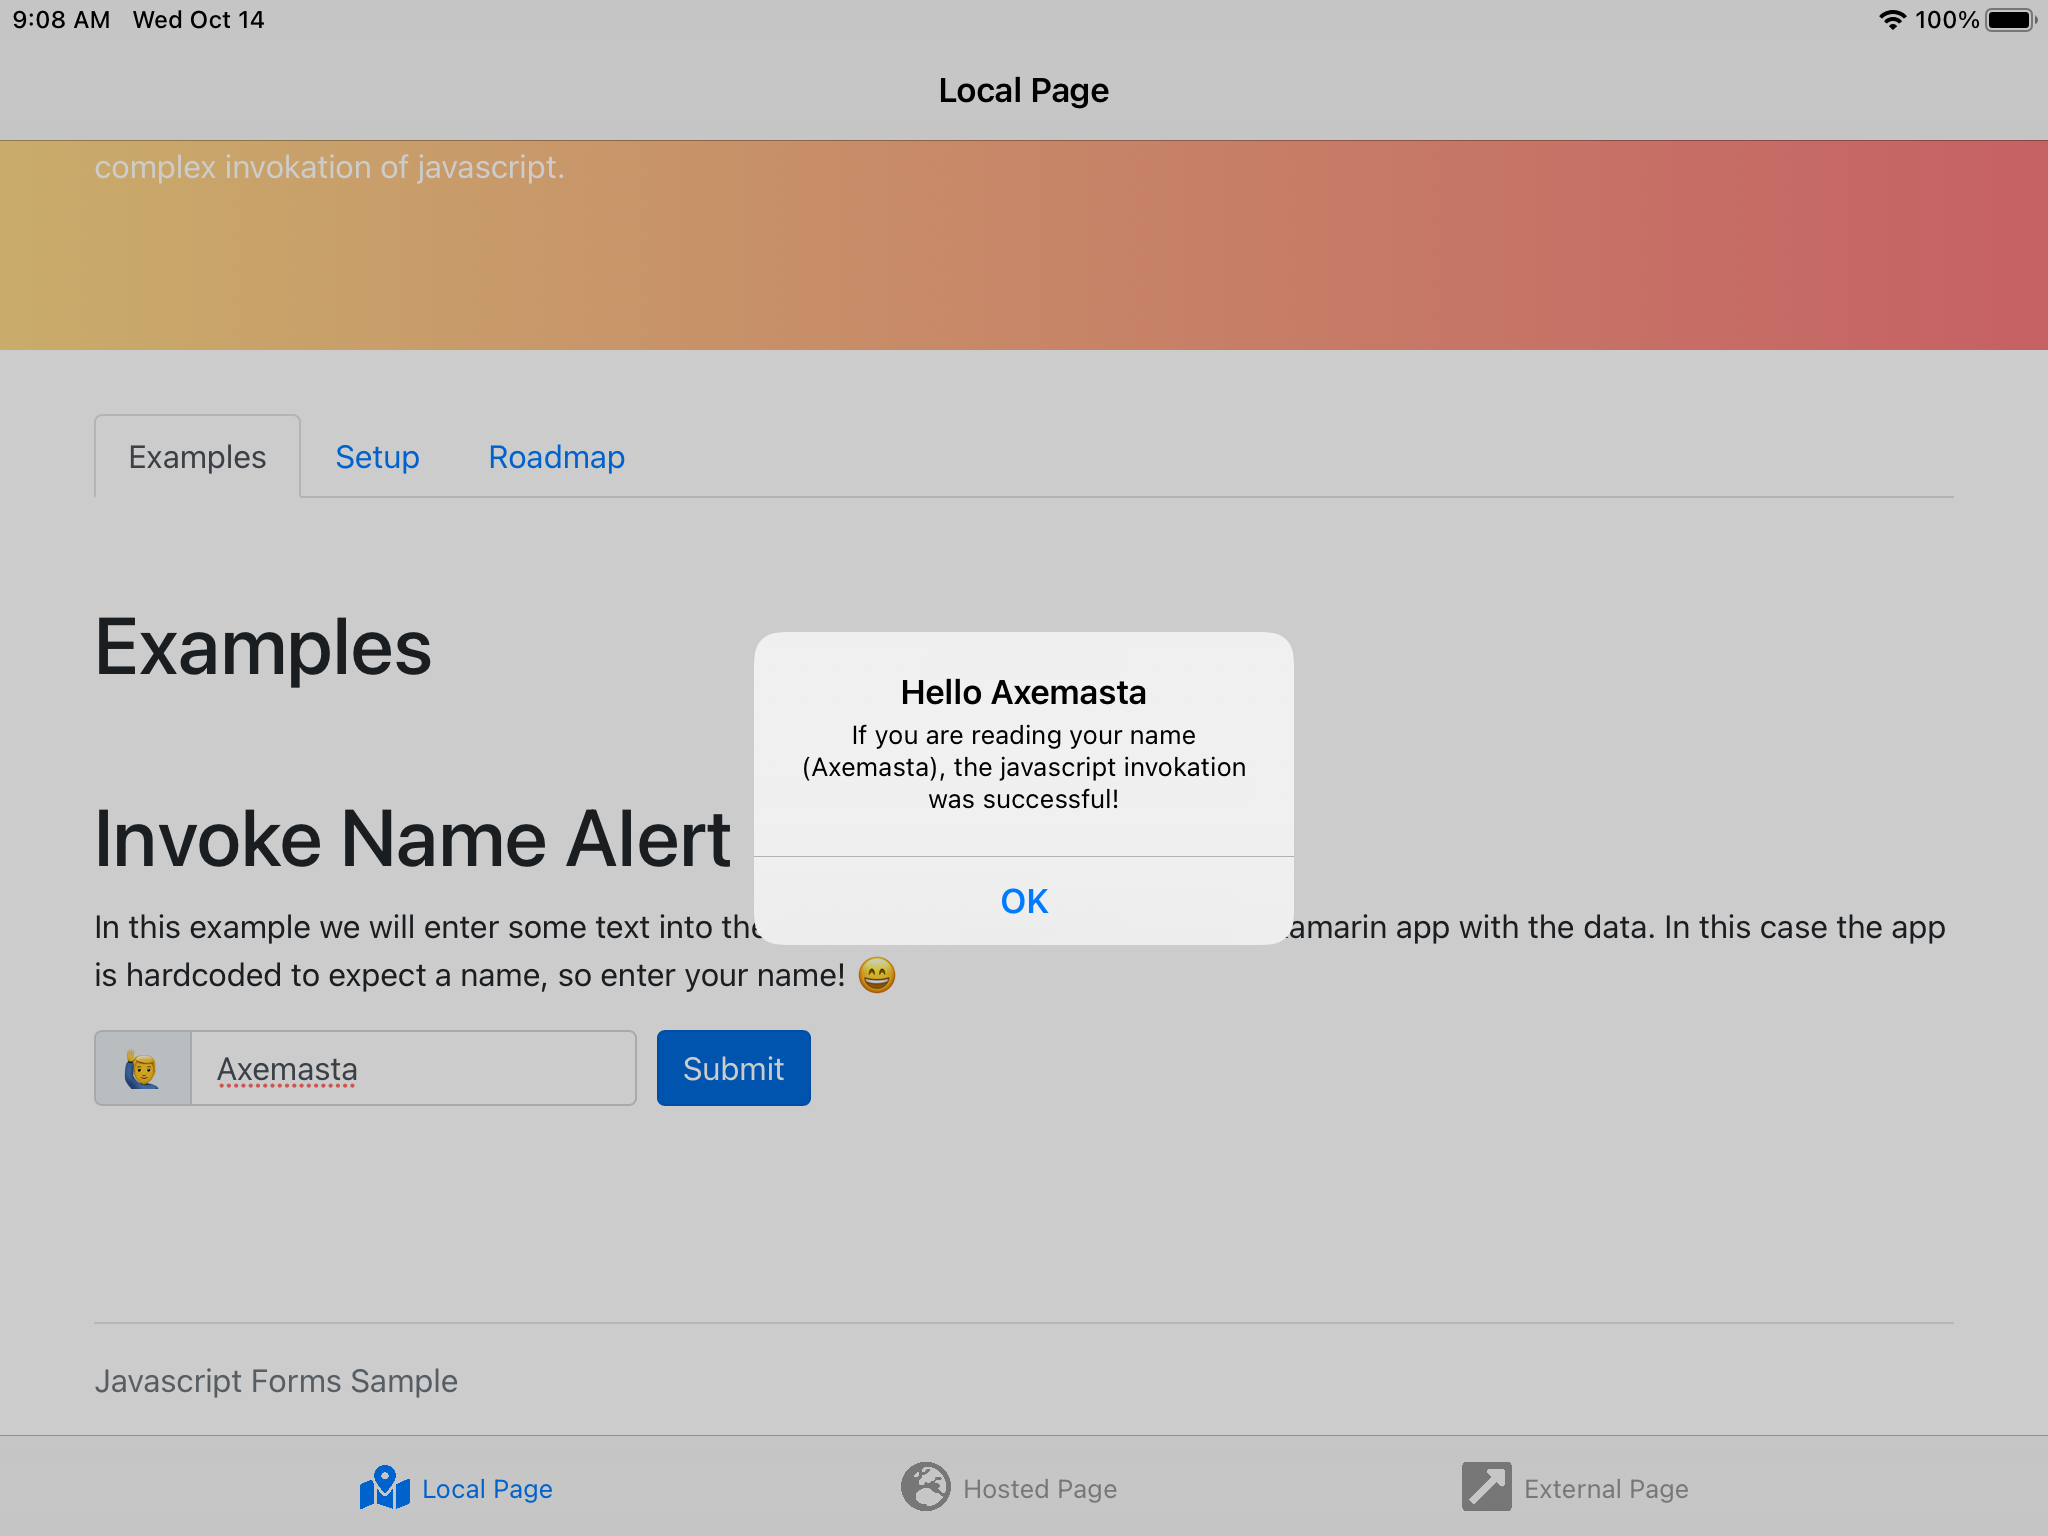 9:08 AM Wed Oct 14
100%
Local Page
complex invokation of javascript.
Examples Setup Roadmap
Examples
Hello Axemasta
If you are reading your name
(Axemasta), the javascript invokation
was successful!
OK
Invoke Name Alert
In this example we will enter some text into the amarin app with the data. In this case the app
is hardcoded to expect a name, so enter your name! 😄
Axemasta Submit
Javascript Forms Sample
Local Page Hosted Page External Page